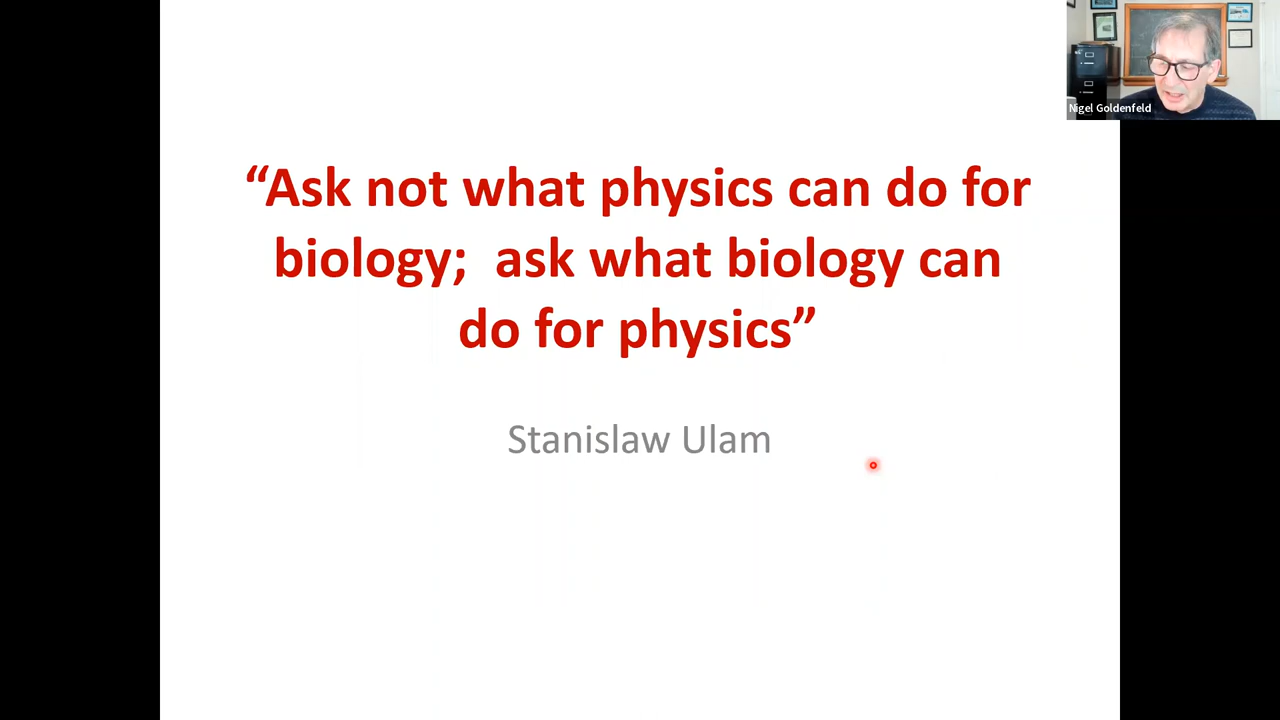 “Ask not what physics can do for
biology;  ask what biology can
do for physics”
Stanislaw Ulam
Nigel Goldenfeld